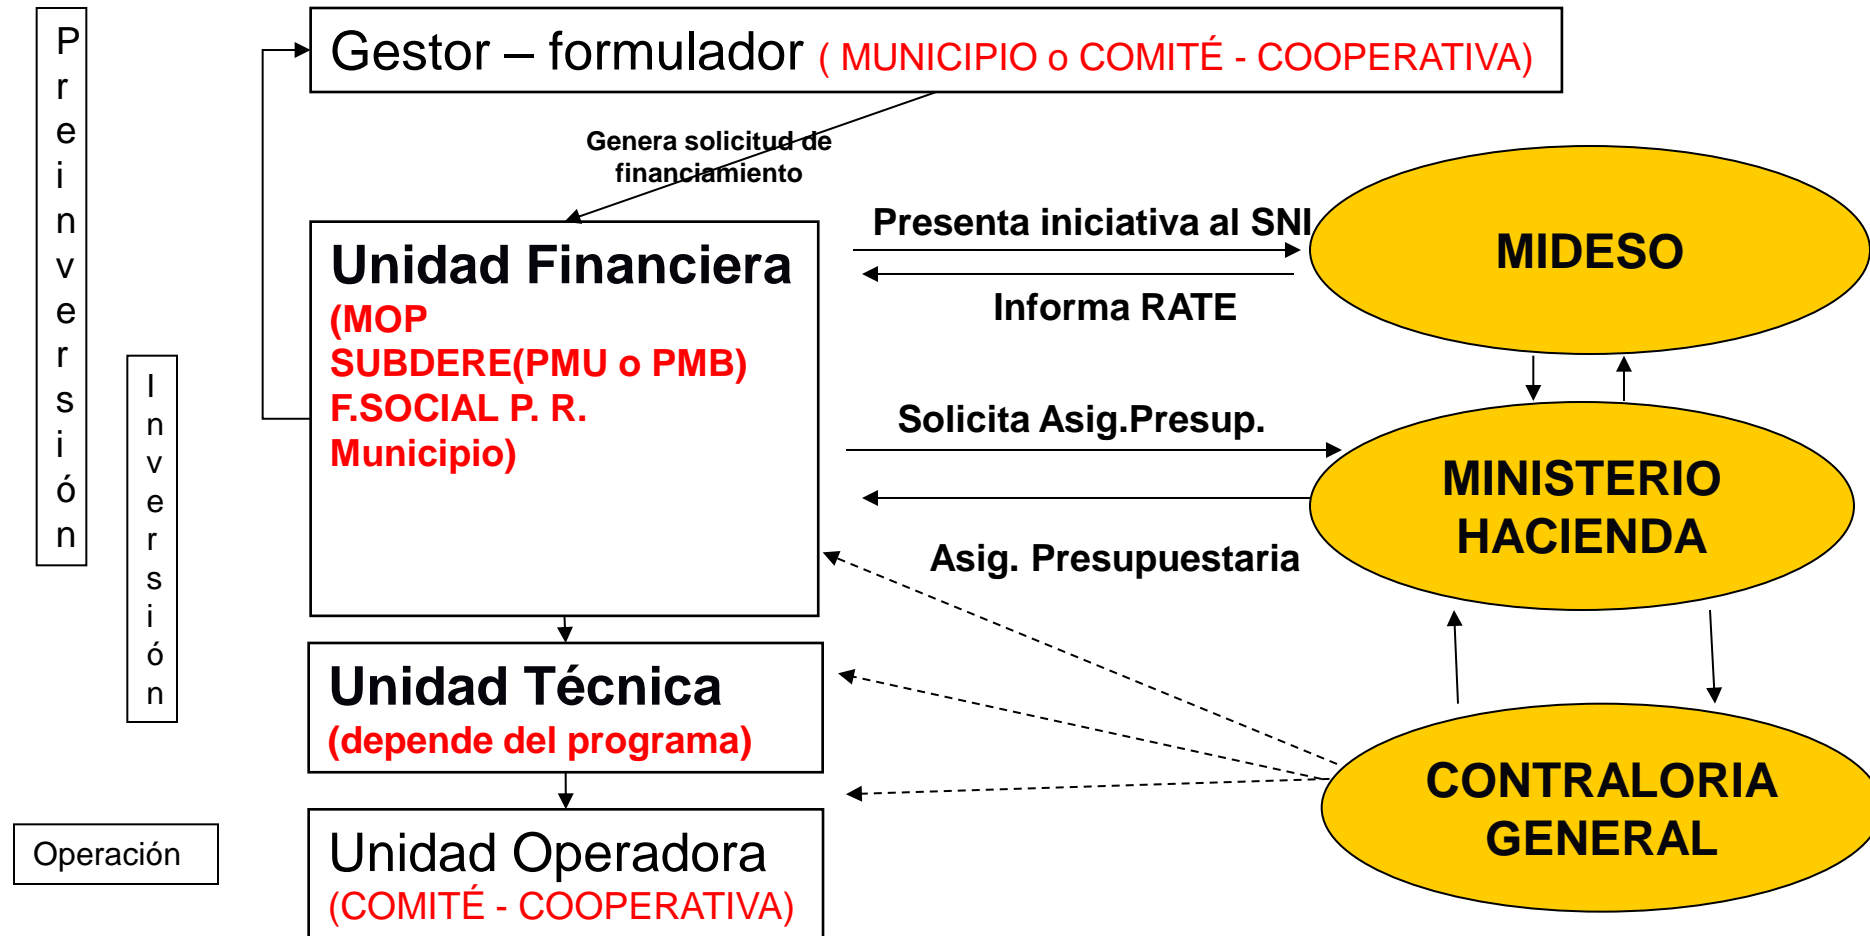 Preinversión
Inversión
Operación
Gestor – formulador ( MUNICIPIO o COMITÉ - COOPERATIVA)
Genera solicitud de
financiamiento
Unidad Financiera
(MOP
SUBDERE(PMU o PMB)
F.SOCIAL P. R.
Municipio)
Presenta iniciativa al SNI
Informa RATE
Solicita Asig.Presup.
Asig. Presupuestaria
MIDESO
MINISTERIO
HACIENDA
CONTRALORIA
GENERAL
Unidad Técnica
(depende del programa)
Unidad Operadora
(COMITÉ - COOPERATIVA)